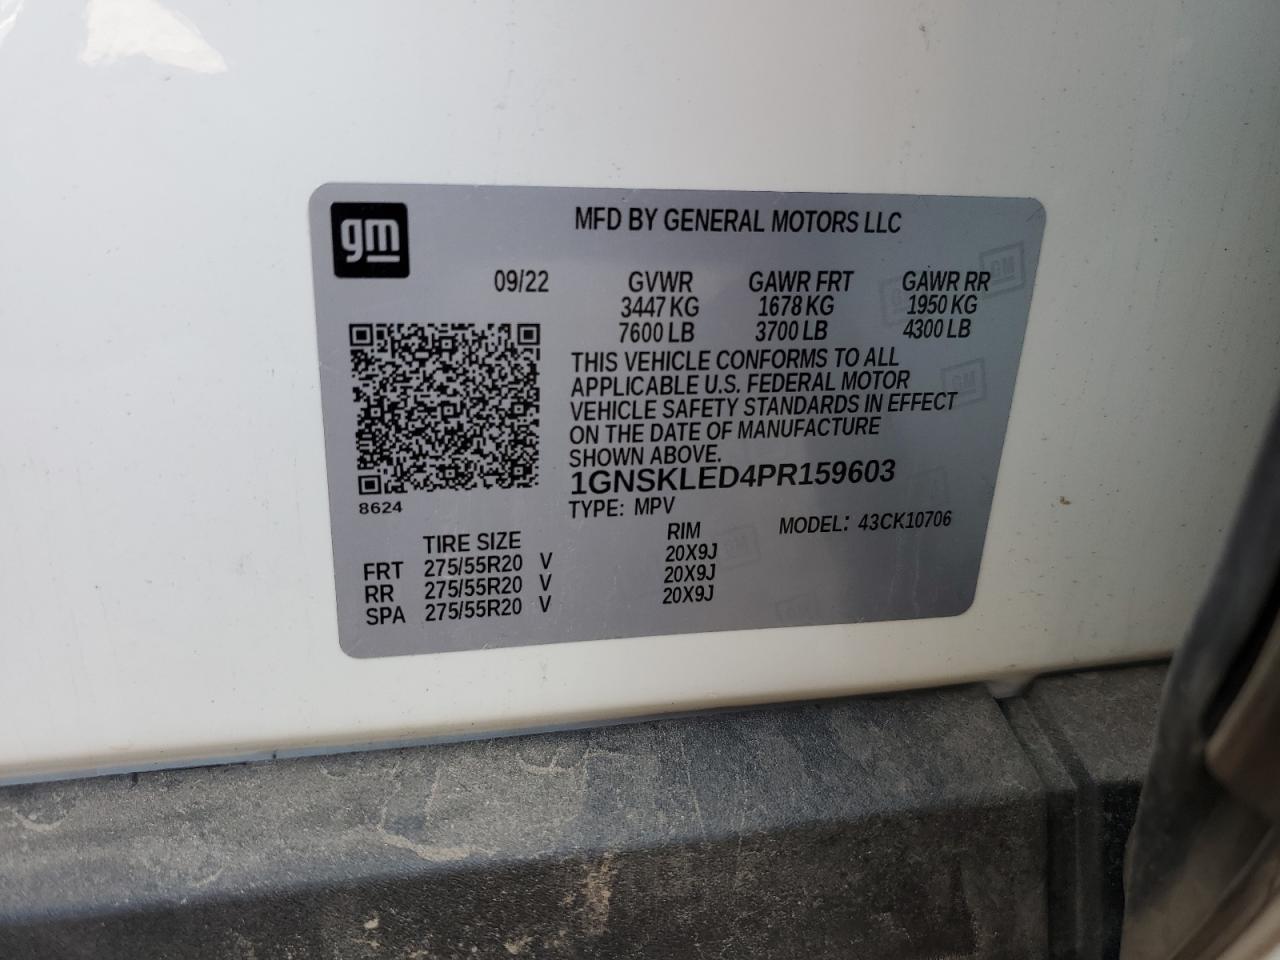 gm
MFD BY GENERAL MOTORS LLC
09/22 GVWR GAWR FRT GAWR RR
3447 KG 1678 KG 1950 KG
7600 LB 3700 LB 4300 LB
THIS VEHICLE CONFORMS TO ALL
APPLICABLE U.S. FEDERAL MOTOR
VEHICLE SAFETY STANDARDS IN EFFECT
ON THE DATE OF MANUFACTURE
SHOWN ABOVE.
1GNSKLED4PR159603
8624
TYPE: MPV MODEL: 43CK10706
TIRE SIZE RIM
FRT 275/55R20 V 20X9J
RR 275/55R20 V 20X9J
SPA 275/55R20 V 20X9J
GM
GM